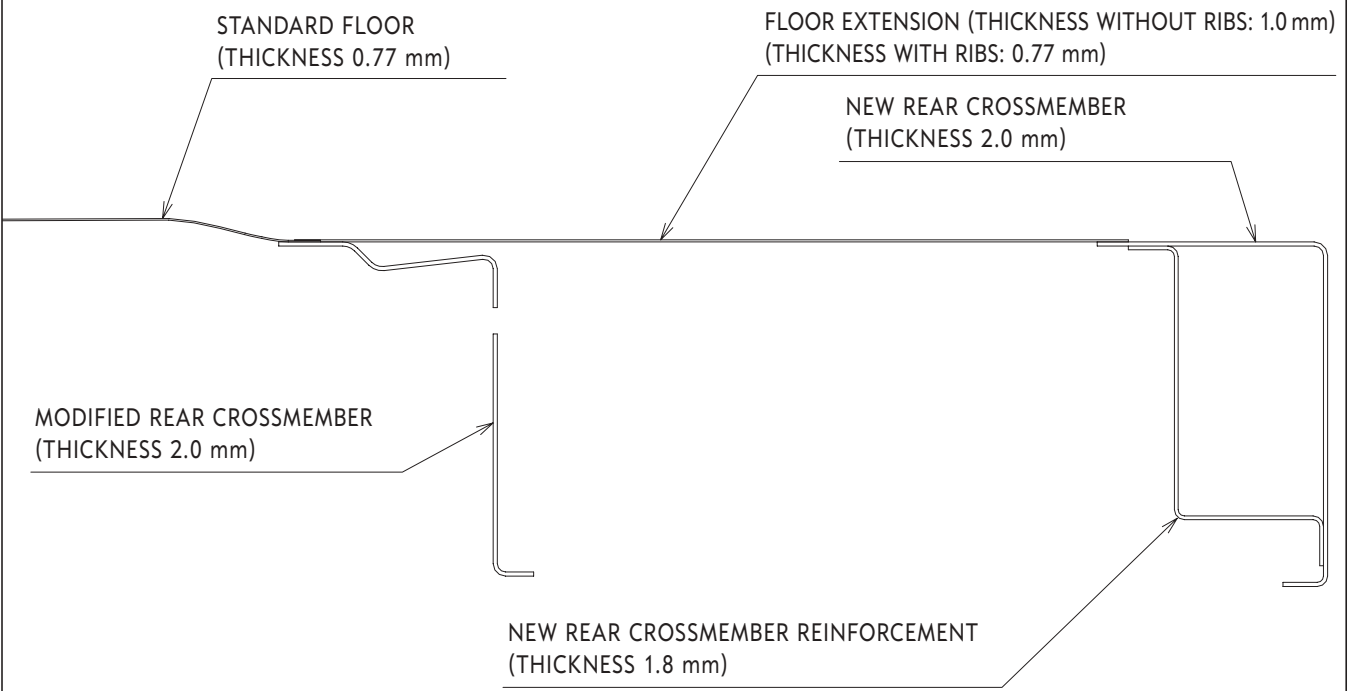 STANDARD FLOOR
(THICKNESS 0.77 mm)
FLOOR EXTENSION (THICKNESS WITHOUT RIBS: 1.0 mm)
(THICKNESS WITH RIBS: 0.77 mm)
NEW REAR CROSSMEMBER
(THICKNESS 2.0 mm)
MODIFIED REAR CROSSMEMBER
(THICKNESS 2.0 mm)
NEW REAR CROSSMEMBER REINFORCEMENT
(THICKNESS 1.8 mm)